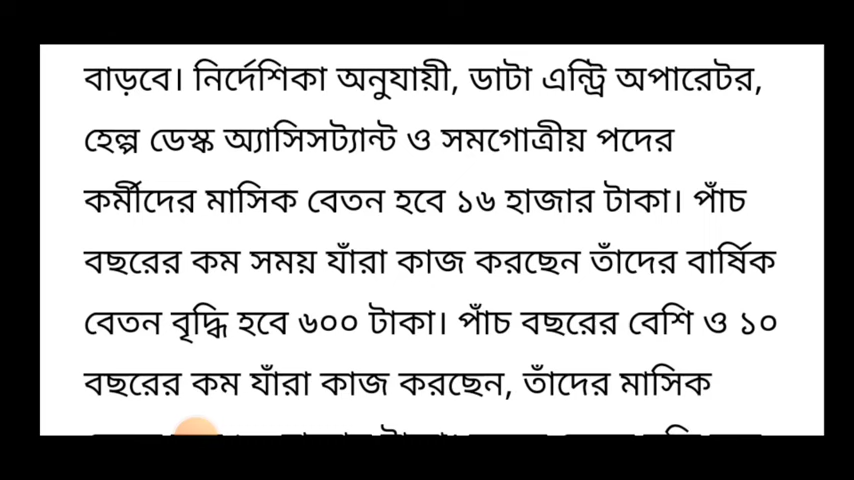 বাড়বে। নির্দেশিকা অনুযায়ী, ডাটা এন্ট্রি অপারেটর,
হেল্প ডেস্ক অ্যাসিসট্যান্ট ও সমগোত্রীয় পদের
কর্মীদের মাসিক বেতন হবে ১৬ হাজার টাকা। পাঁচ
বছরের কম সময় যাঁরা কাজ করছেন তাঁদের বার্ষিক
বেতন বৃদ্ধি হবে ৬০০ টাকা। পাঁচ বছরের বেশি ও ১০
বছরের কম যাঁরা কাজ করছেন, তাঁদের মাসিক